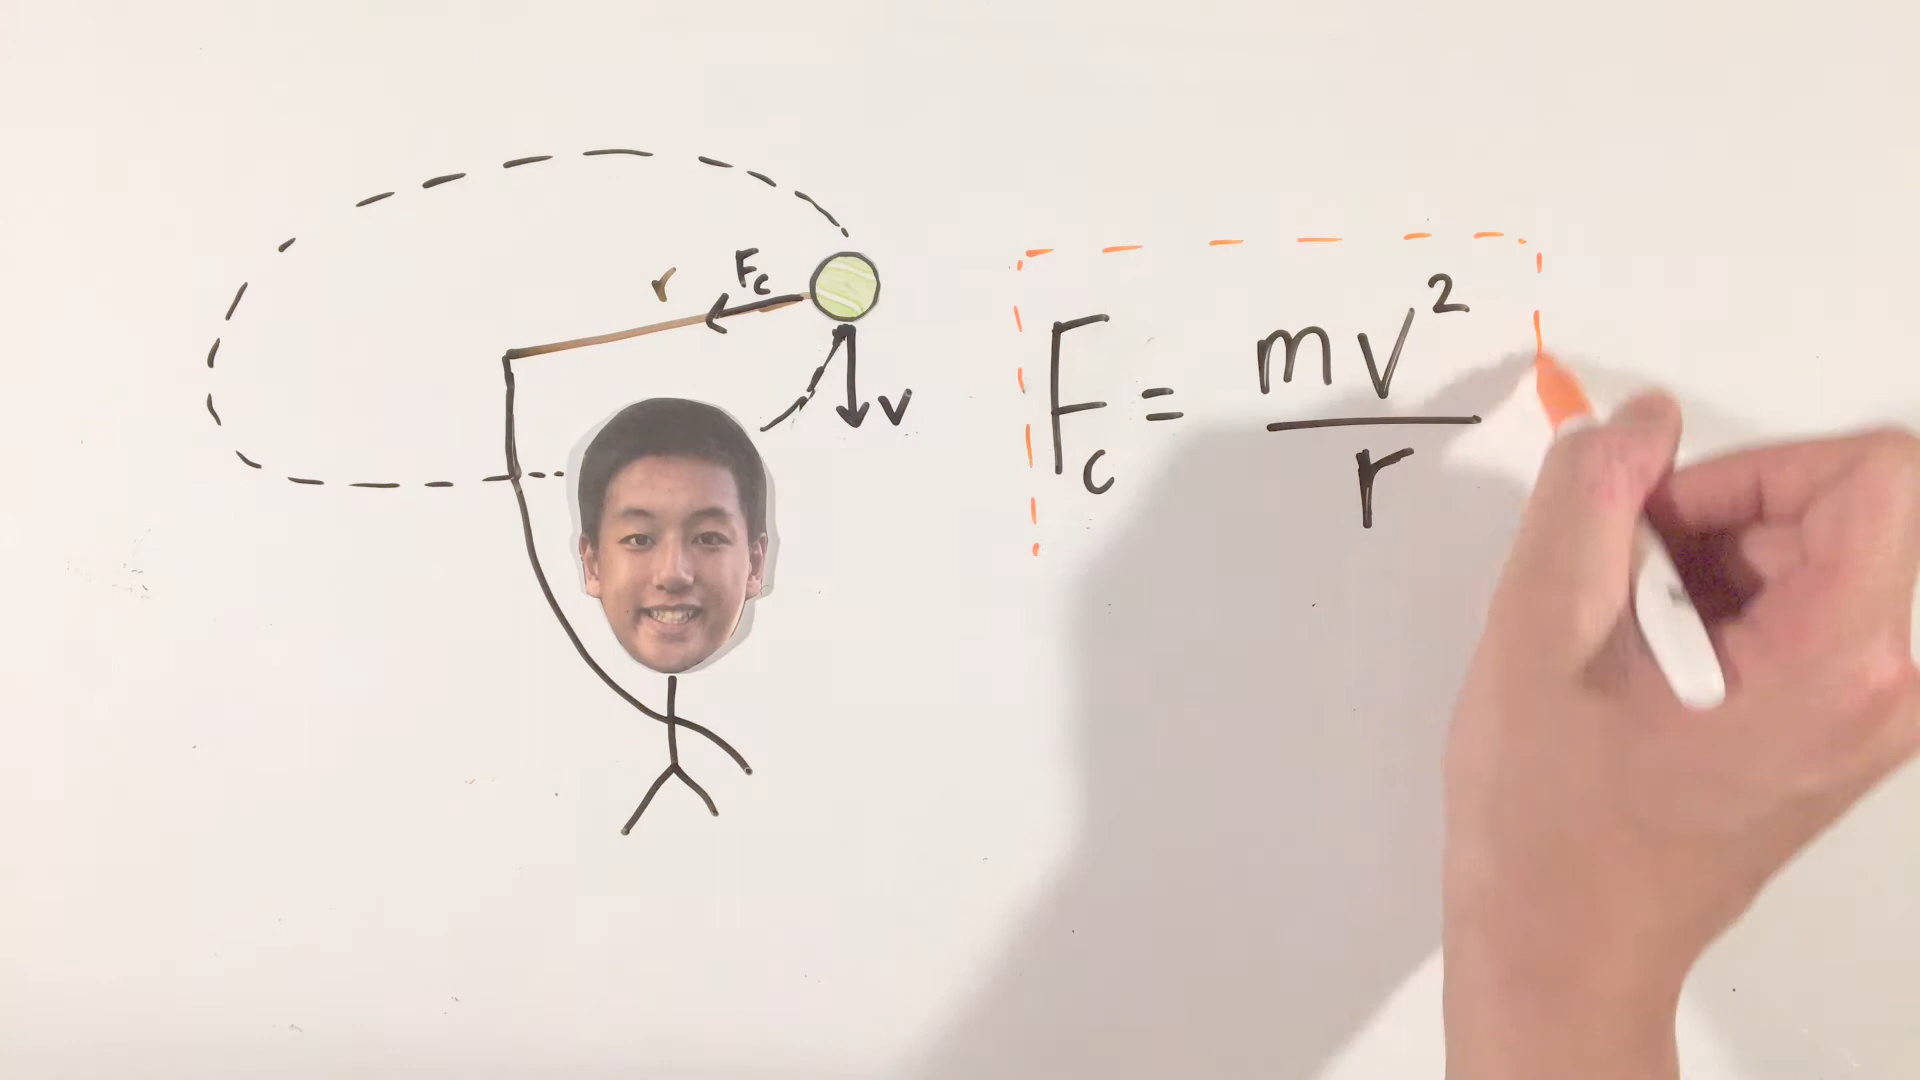 r
Fc
v
Fc = mv²/r